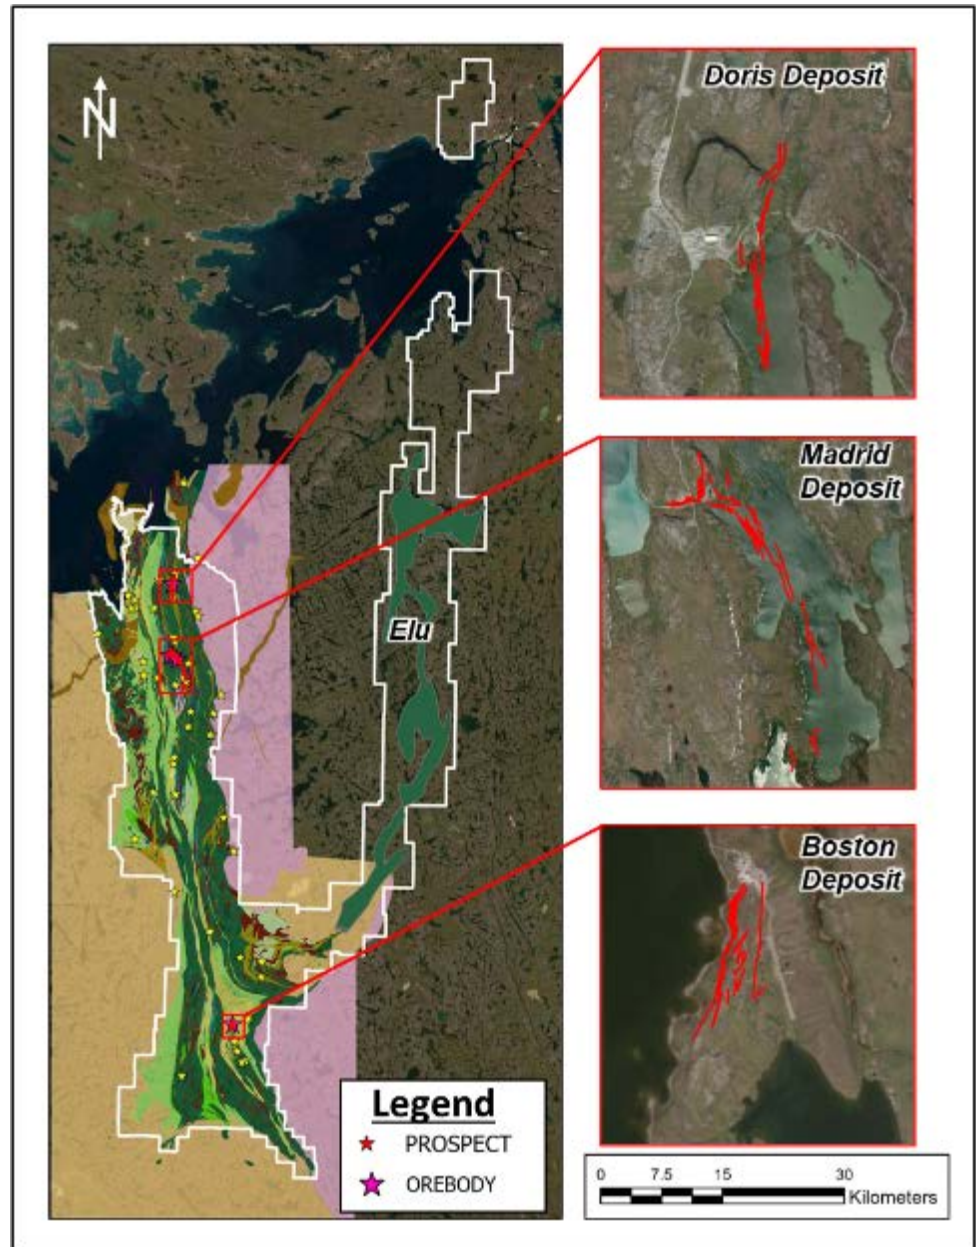 N
Doris Deposit
Madrid
Deposit
Elu
Boston
Deposit
Legend
PROSPECT
OREBODY
0 7.5 15 30
Kilometers